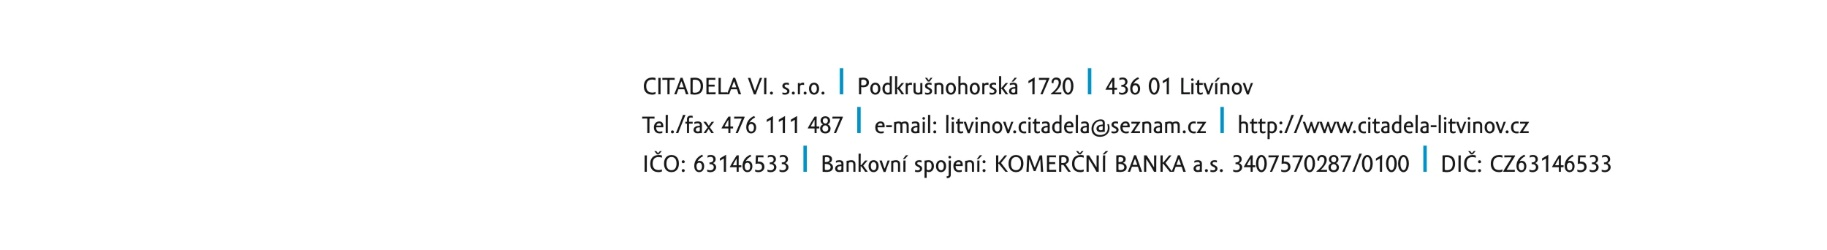 CITADELA VI. s.r.o. | Podkrušnohorská 1720 | 436 01 Litvínov
Tel./fax 476 111 487 | e-mail: litvinov.citadela@seznam.cz | http://www.citadela-litvinov.cz
IČO: 63146533 | Bankovní spojení: KOMERČNÍ BANKA a.s. 3407570287/0100 | DIČ: CZ63146533